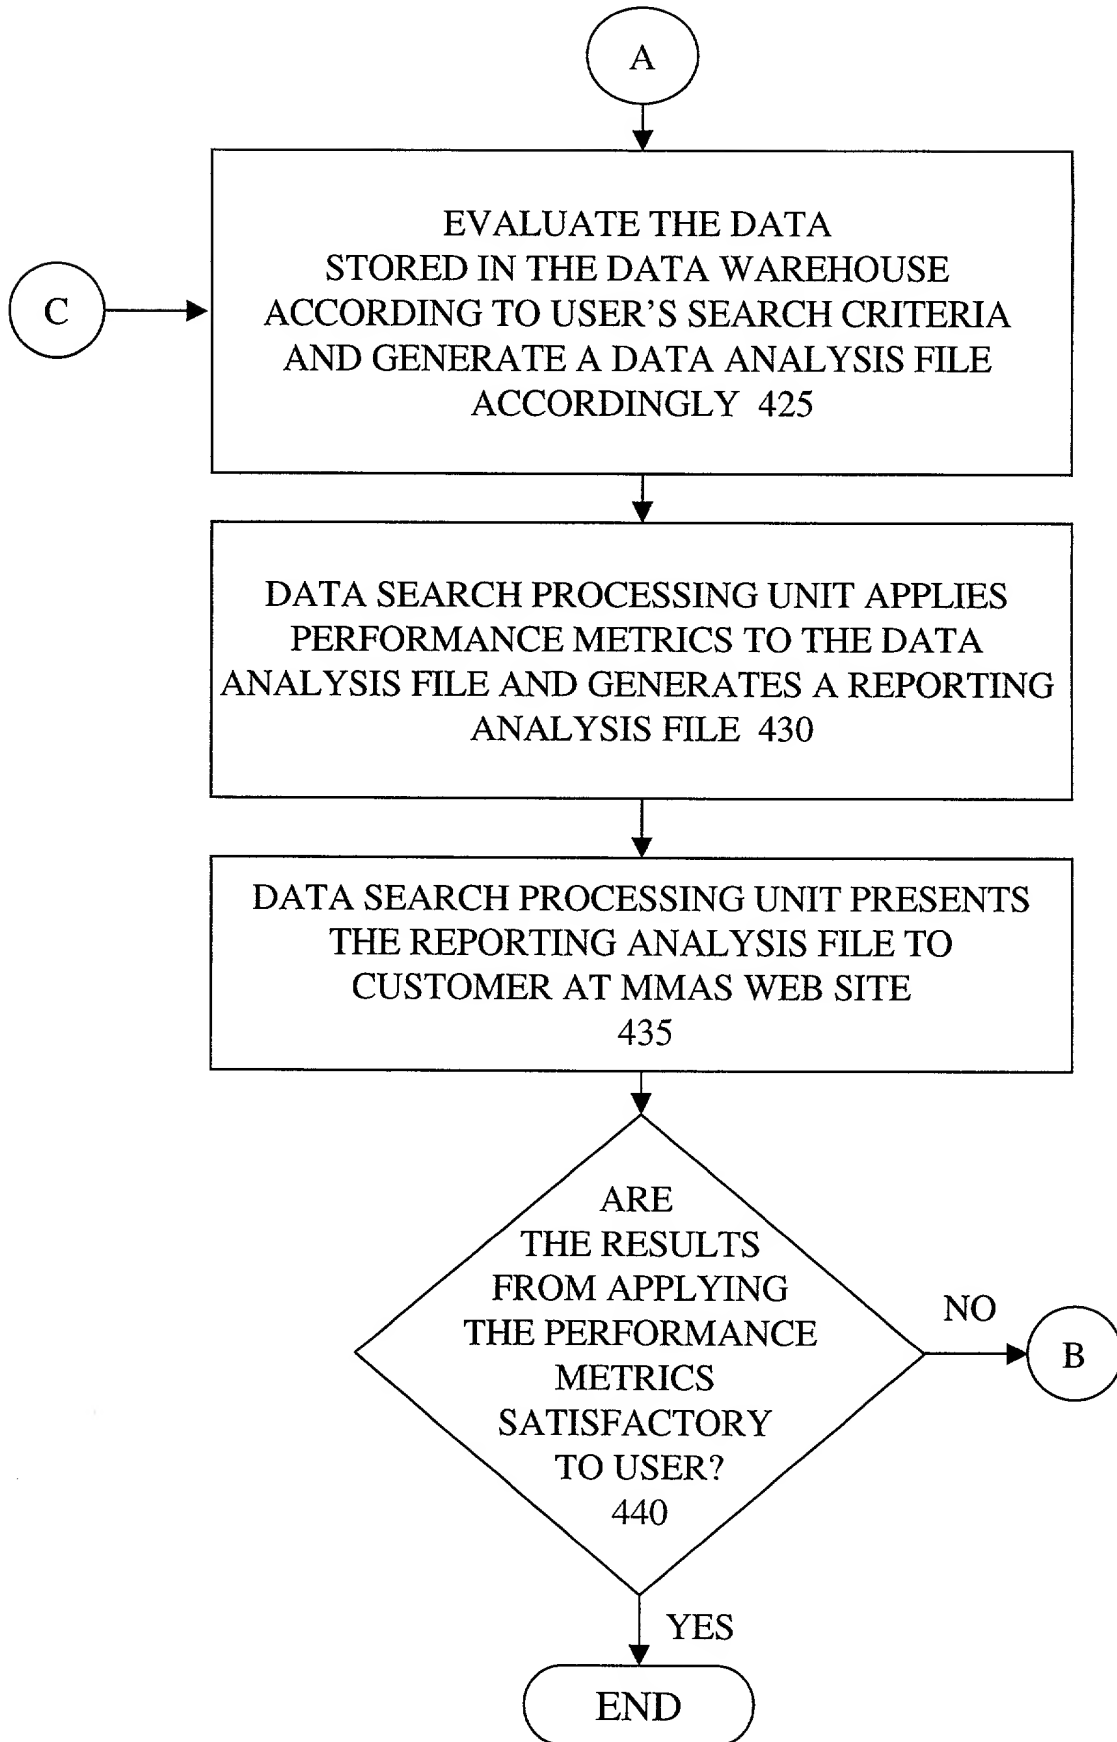 A
EVALUATE THE DATA
STORED IN THE DATA WAREHOUSE
C
ACCORDING TO USER'S SEARCH CRITERIA
AND GENERATE A DATA ANALYSIS FILE
ACCORDINGLY 425
DATA SEARCH PROCESSING UNIT APPLIES
PERFORMANCE METRICS TO THE DATA
ANALYSIS FILE AND GENERATES A REPORTING
ANALYSIS FILE 430
DATA SEARCH PROCESSING UNIT PRESENTS
THE REPORTING ANALYSIS FILE TO
CUSTOMER AT MMAS WEB SITE
435
ARE
THE RESULTS
FROM APPLYING
THE PERFORMANCE
METRICS
SATISFACTORY
TO USER?
440
NO
B
YES
END